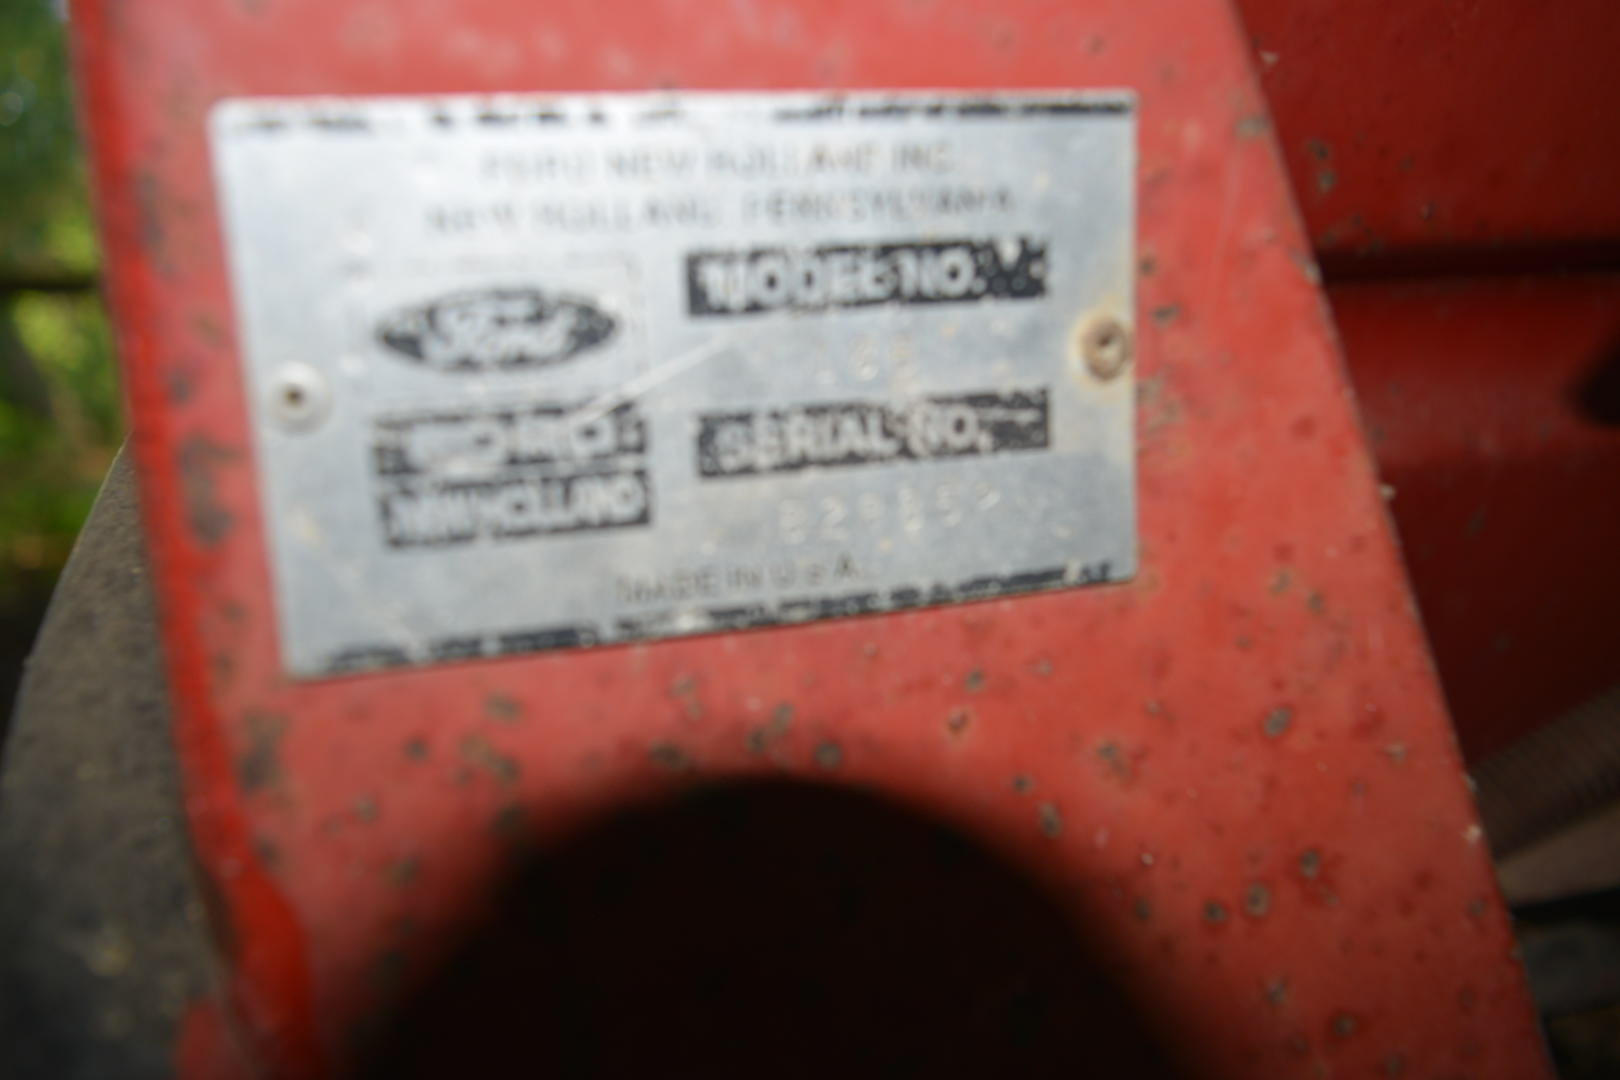 FORD NEW HOLLAND INC.
NEW HOLLAND, PENNSYLVANIA
MODEL NO.
Ford
SERIAL NO.
FORD
NEW HOLLAND
MADE IN U.S.A.